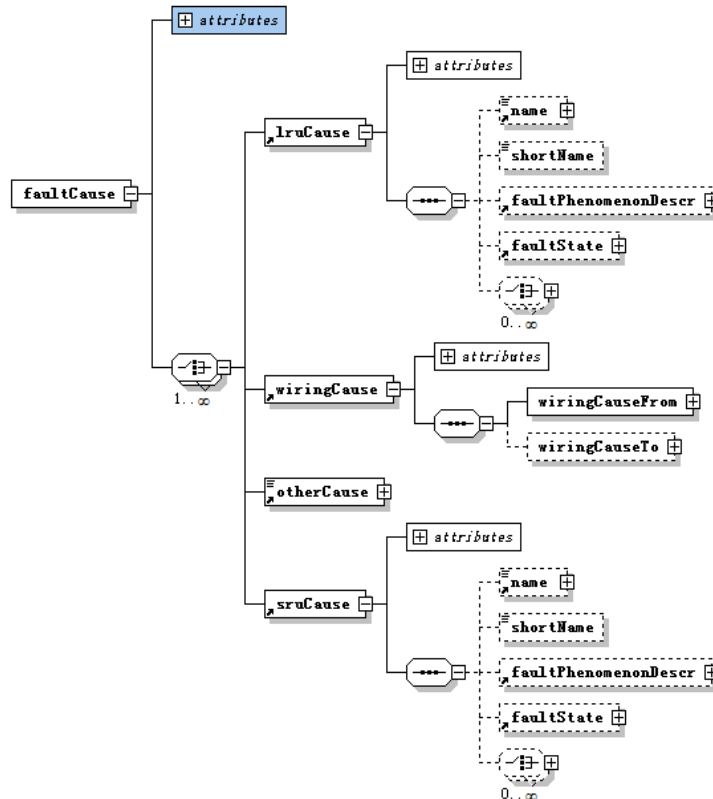 attributes
attributes
name
lruCause
shortName
faultCause
faultPhenomenonDescr
faultState
0..∞
attributes
1..∞
wiringCause
wiringCauseFrom
wiringCauseTo
otherCause
attributes
name
sruCause
shortName
faultPhenomenonDescr
faultState
0..∞